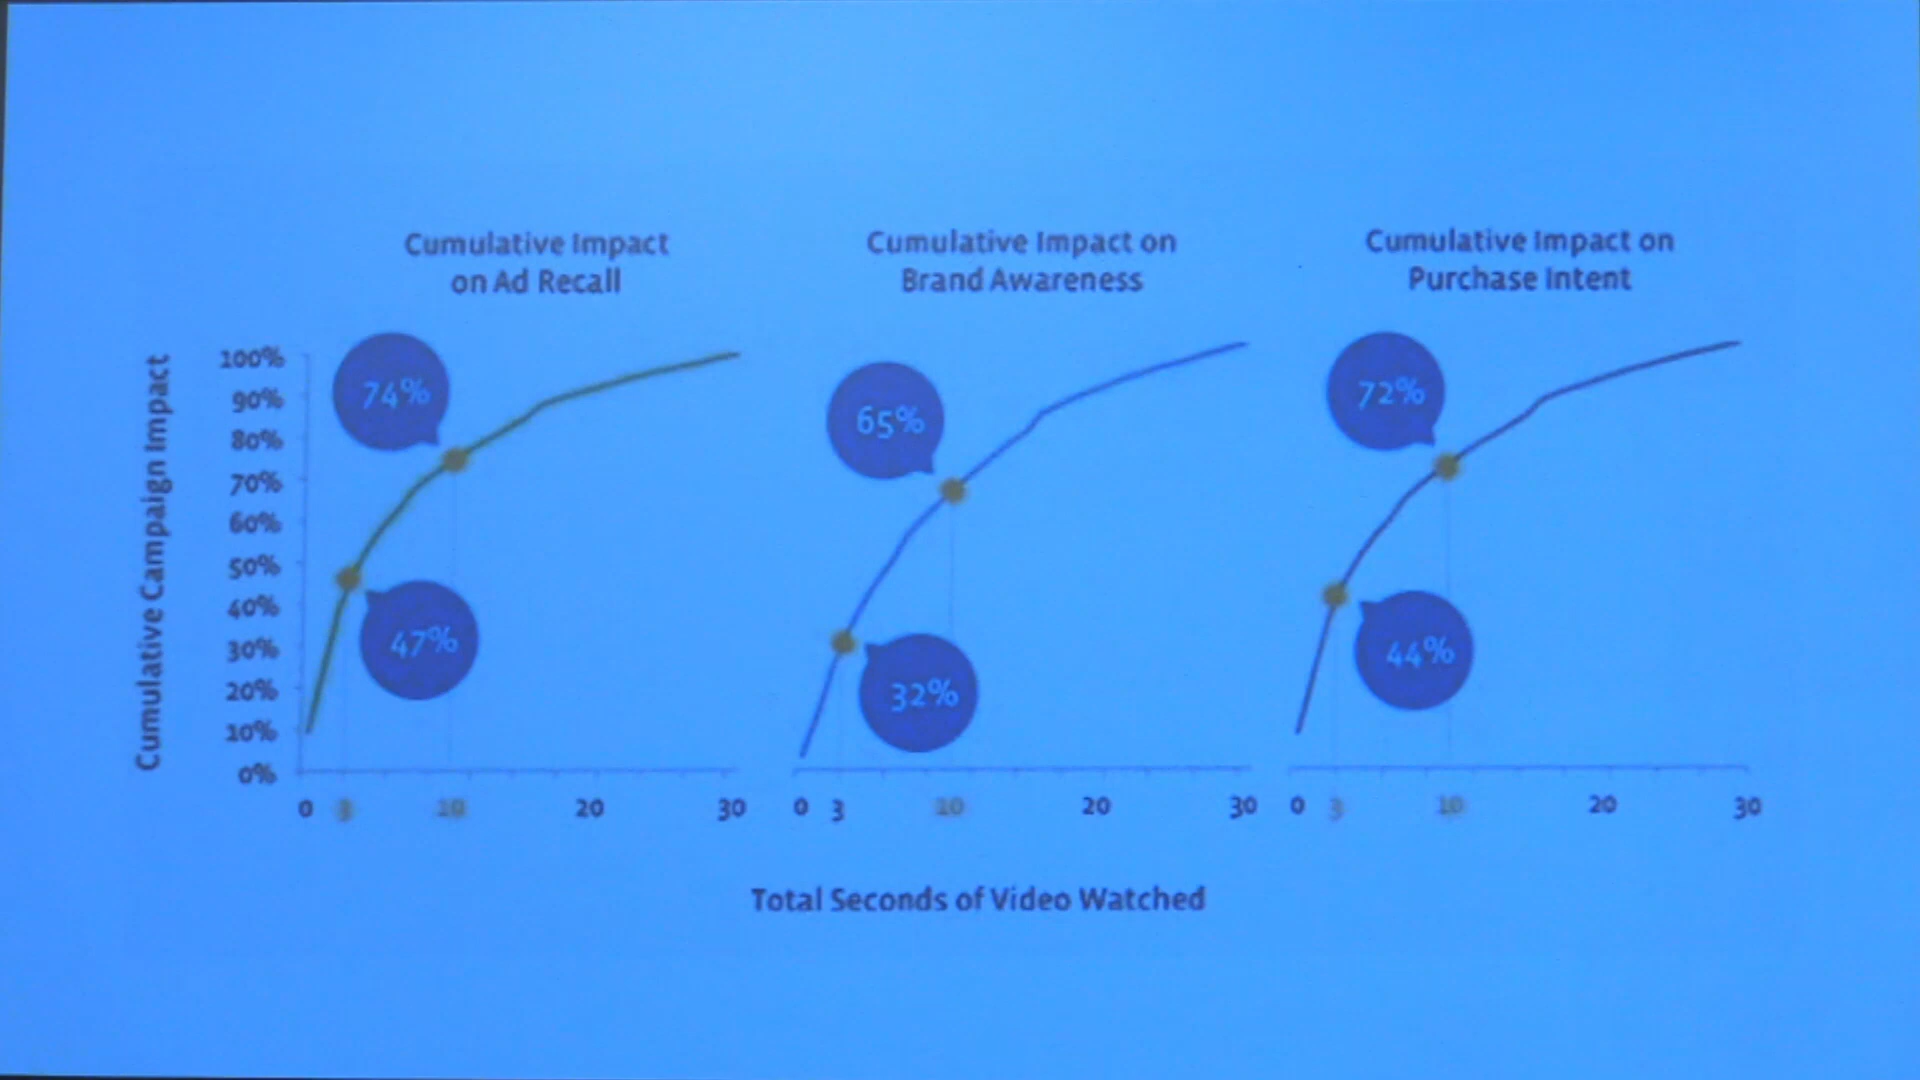 Cumulative Impact
on Ad Recall
Cumulative Impact on
Brand Awareness
Cumulative Impact on
Purchase Intent
Cumulative Campaign Impact
100%
90%
80%
70%
60%
50%
40%
30%
20%
10%
0%
74%
47%
65%
32%
72%
44%
0 3 10 20 30
0 3 10 20 30
0 3 10 20 30
Total Seconds of Video Watched